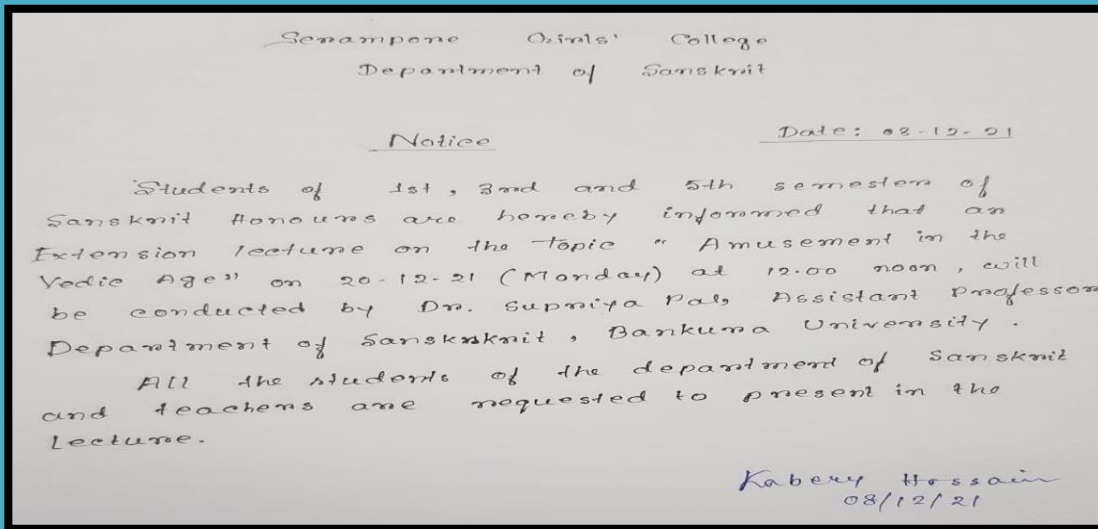 Serampore Girls' College
Department of Sanskrit
Notice
Date: 08-12-21
Students of 1st, 3rd and 5th semester of
Sanskrit Honours are hereby informed that an
Extension lecture on the Topic "Amusement in the
Vedic Age" on 20-12-21 (Monday) at 12.00 noon, will
be conducted by Dr. Supriya Pal, Assistant Professor
Department of Sanskskrit, Bankura University.
All the students of the department of Sanskrit
and teachers are requested to present in the
Lecture.
Kabery Hossain
08/12/21